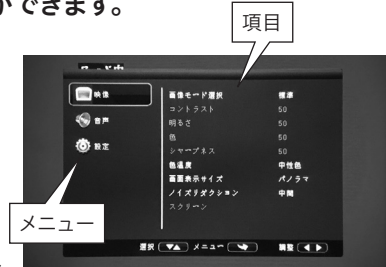 ができます。
項目
映像
音声
設定
画像モード選択 標準
コントラスト 50
明るさ 50
色 50
シャープネス 50
色温度 中性色
画面表示サイズ パノラマ
ノイズリダクション 中間
スクリーン
メニュー
選択 ▼▲ メニュー 調整 ◀ ▶